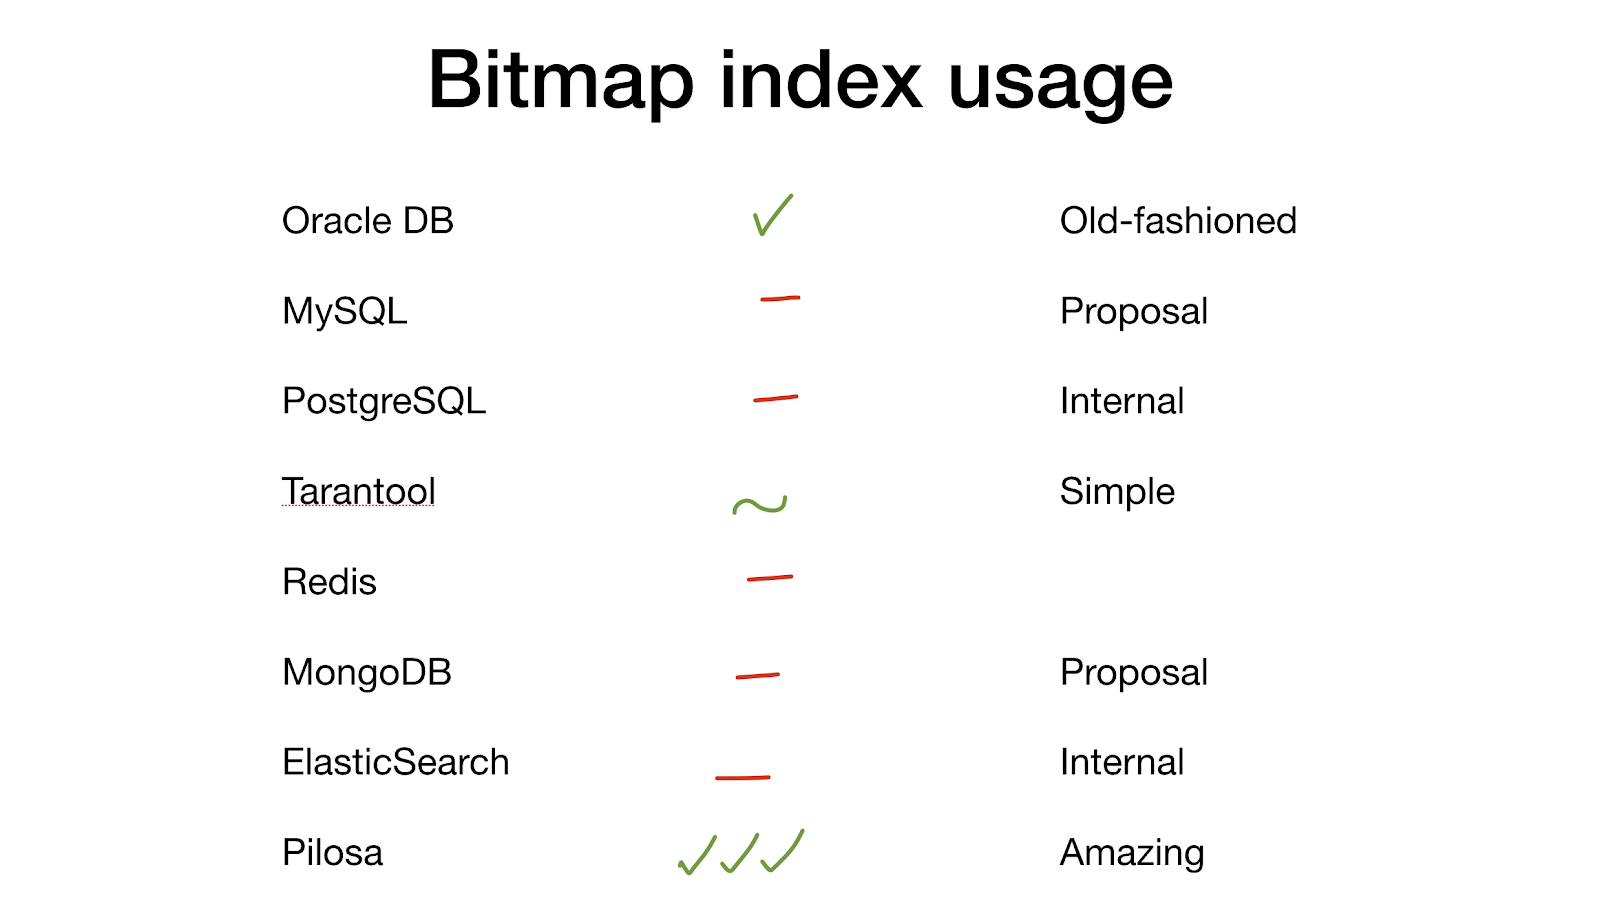 Bitmap index usage
Oracle DB ✓ Old-fashioned
MySQL — Proposal
PostgreSQL — Internal
Tarantool ~ Simple
Redis —
MongoDB — Proposal
ElasticSearch — Internal
Pilosa ✓✓✓ Amazing